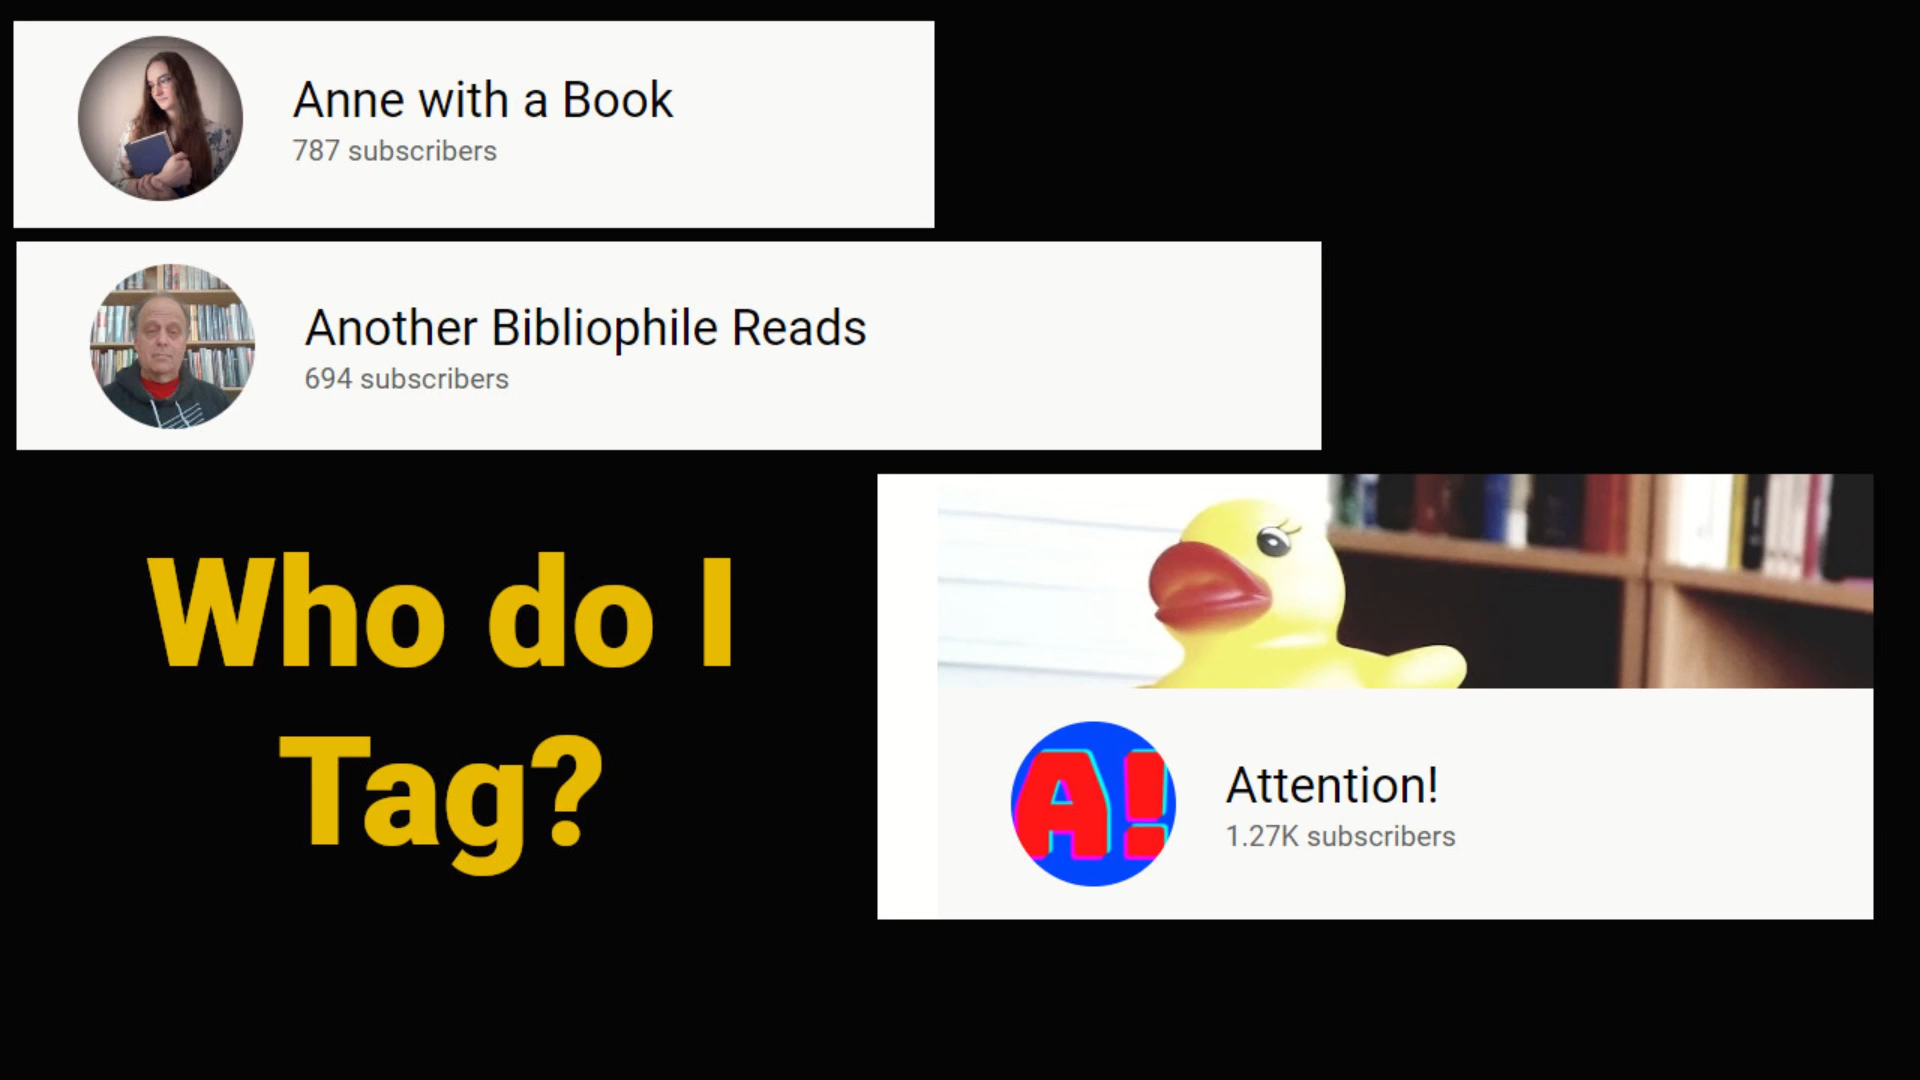 Anne with a Book
787 subscribers
Another Bibliophile Reads
694 subscribers
Who do I
Tag?
A!
Attention!
1.27K subscribers